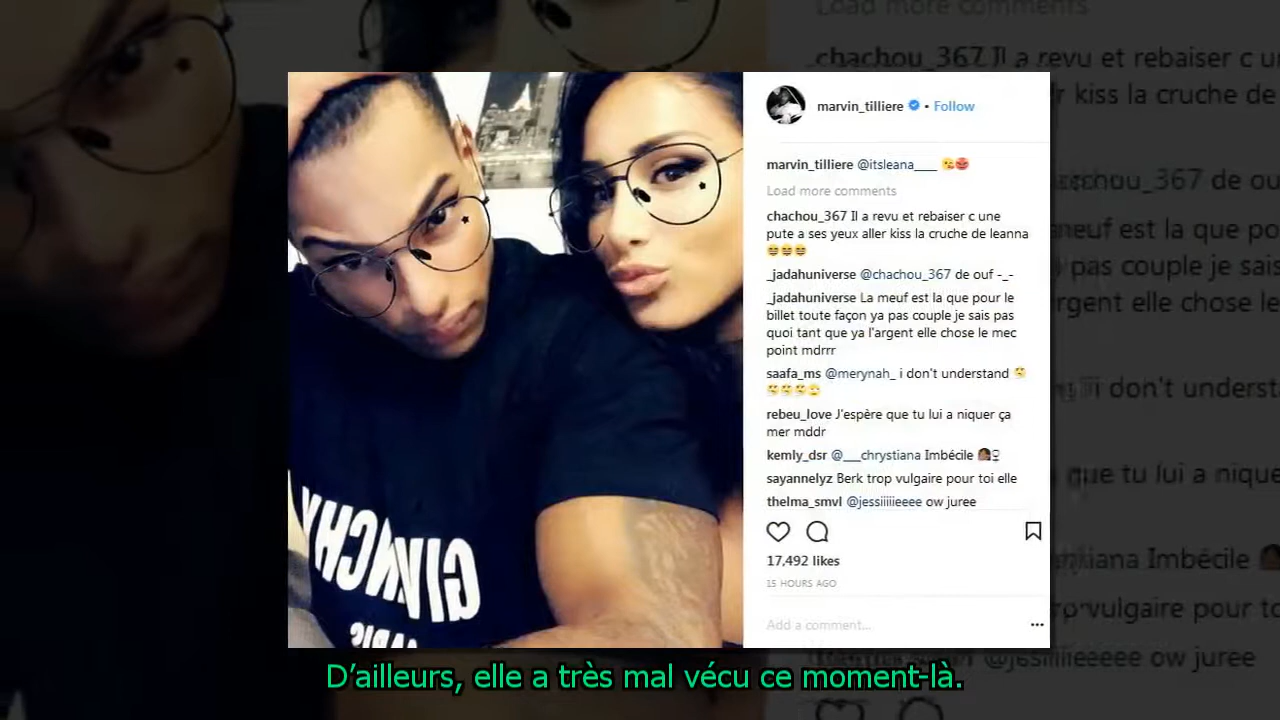 marvin_tilliere • Follow
marvin_tilliere @itsleana____
Load more comments
chachou_367 Il a revu et rebaiser c une
pute a ses yeux aller kiss la cruche de leanna
_jadahuniverse @chachou_367 de ouf -_-
_jadahuniverse La meuf est la que pour le
billet toute façon ya pas couple je sais pas
quoi tant que ya l'argent elle chose le mec
point mdrrr
saafa_ms @merynah_ i don't understand
rebeu_love J'espère que tu lui a niquer ça
mer mddr
kemly_dsr @___chrystiana Imbécile
sayannelyz Berk trop vulgaire pour toi elle
thelma_smvl @jessiiiiieeee ow juree
17,492 likes
15 HOURS AGO
Add a comment...
GIVENCHY
PARIS
D'ailleurs, elle a très mal vécu ce moment-là.